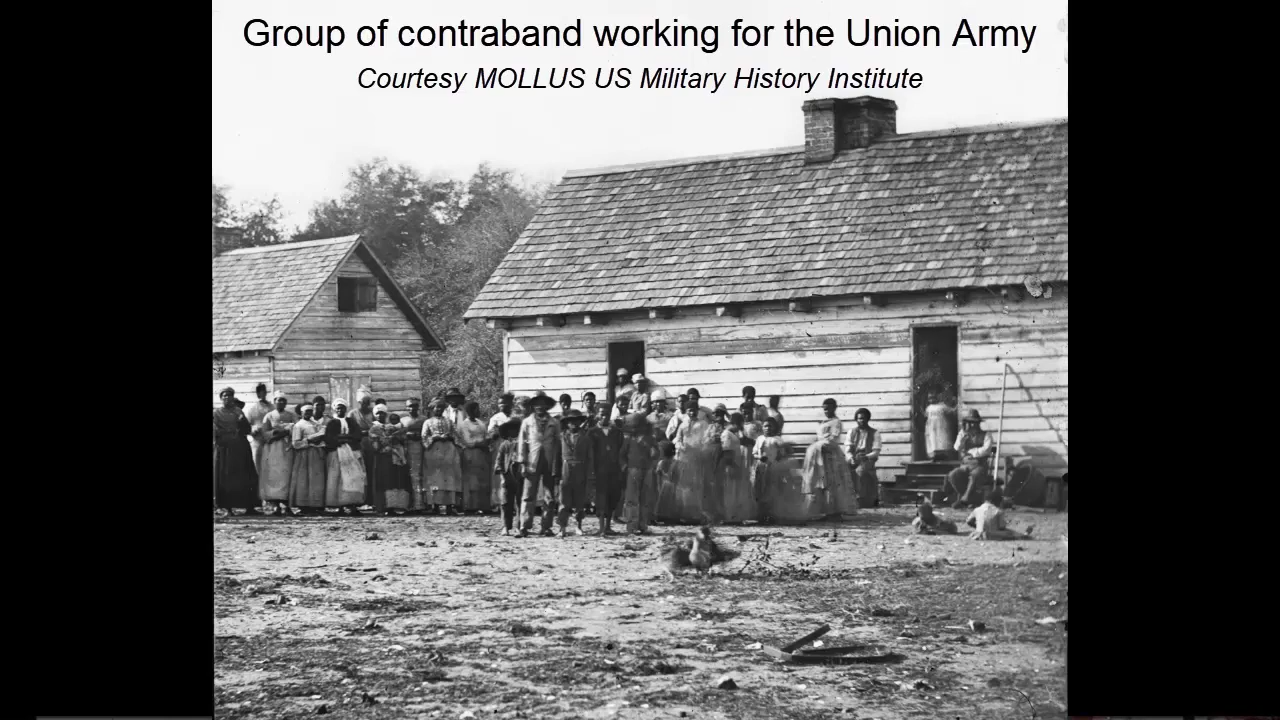 Group of contraband working for the Union Army
Courtesy MOLLUS US Military History Institute